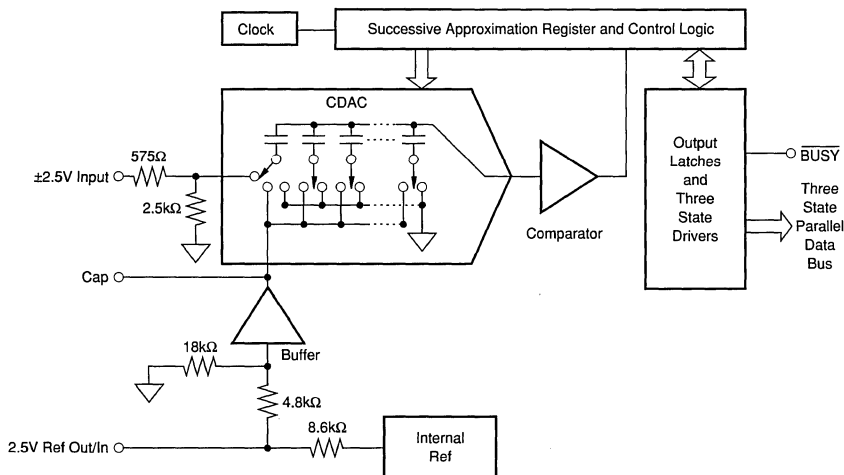 Clock
Successive Approximation Register and Control Logic
CDAC
575Ω
±2.5V Input
2.5kΩ
Comparator
Output
Latches
and
Three
State
Drivers
BUSY
Three
State
Parallel
Data
Bus
Cap
Buffer
18kΩ
4.8kΩ
8.6kΩ
2.5V Ref Out/In
Internal
Ref